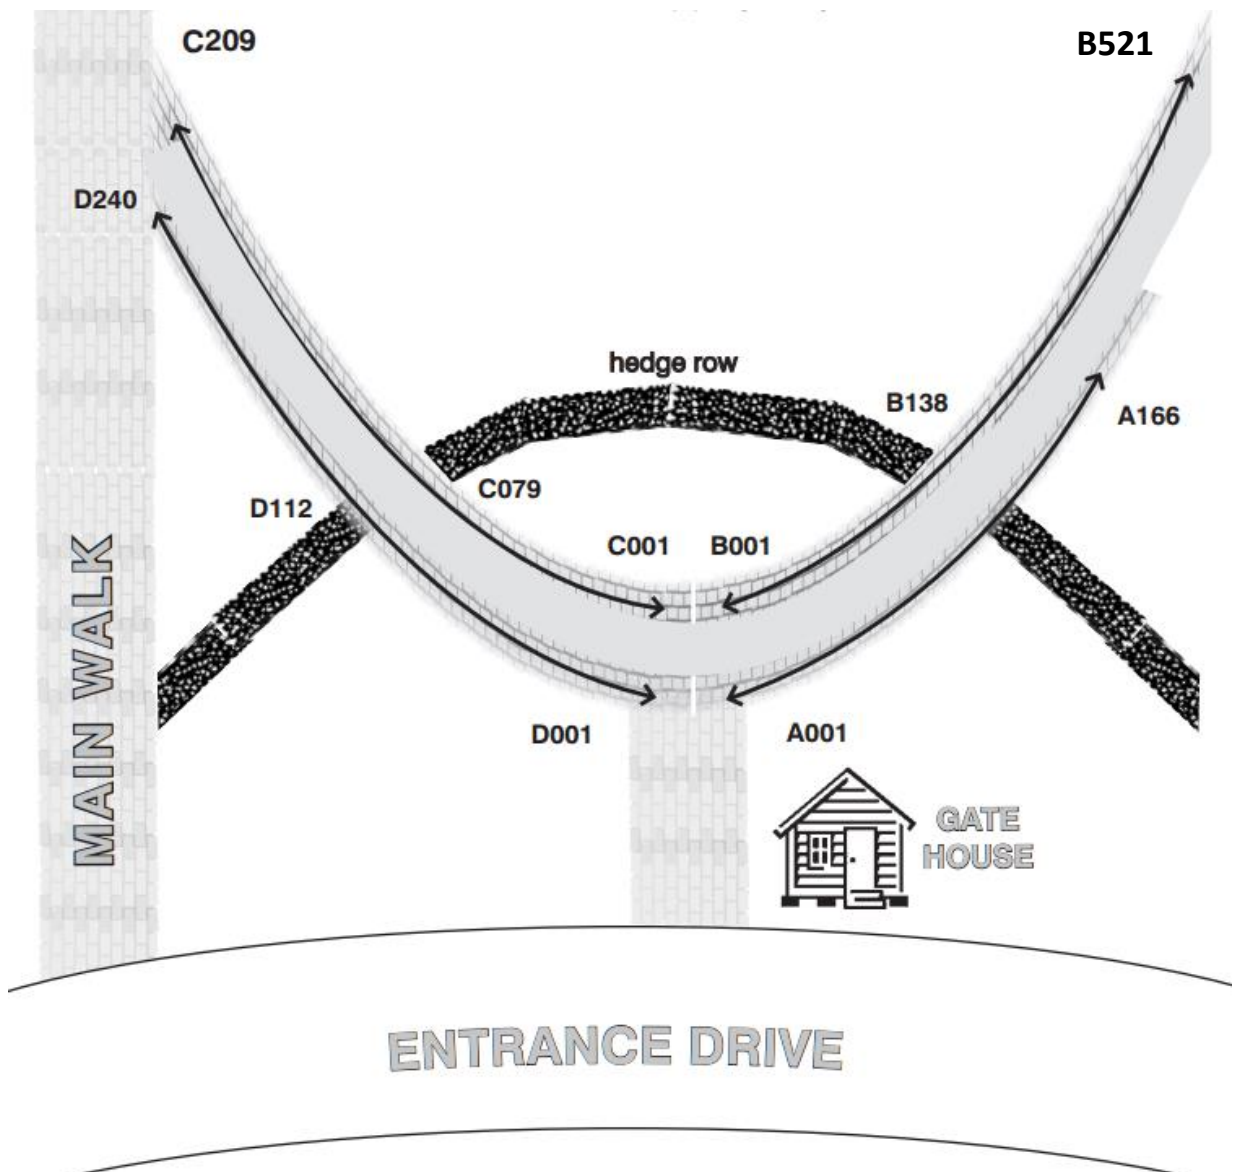 C209
B521
D240
hedge row
B138
A166
C079
D112
C001
B001
D001
A001
MAIN WALK
GATE
HOUSE
ENTRANCE DRIVE